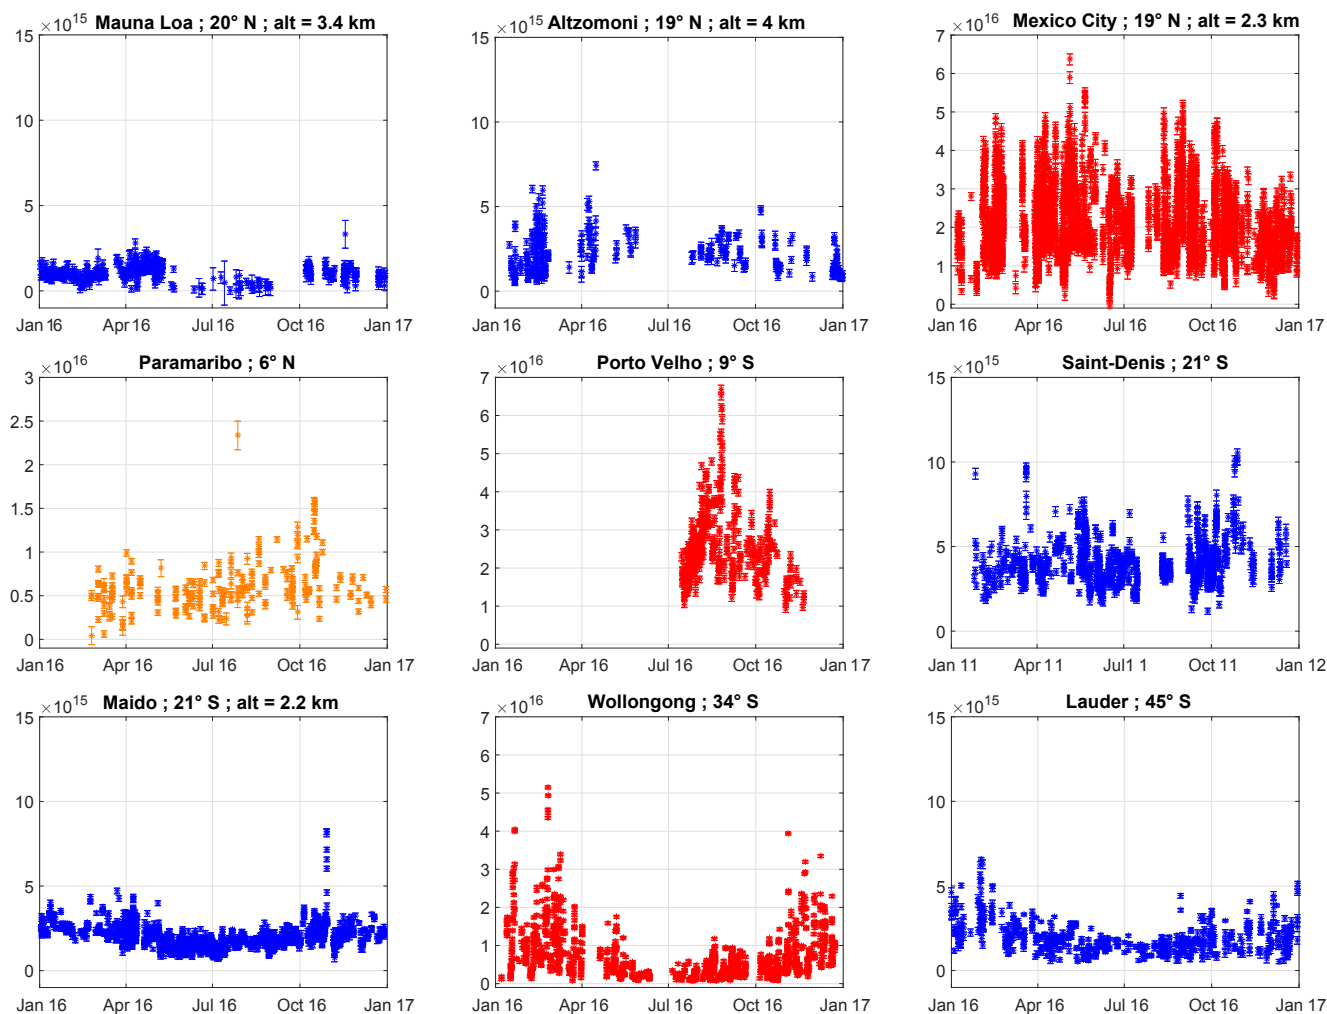 ×10^15 Mauna Loa ; 20° N ; alt = 3.4 km
15
10
5
0
Jan 16 Apr 16 Jul 16 Oct 16 Jan 17
×10^15 Altzomoni ; 19° N ; alt = 4 km
15
10
5
0
Jan 16 Apr 16 Jul 16 Oct 16 Jan 17
×10^16 Mexico City ; 19° N ; alt = 2.3 km
7
6
5
4
3
2
1
0
Jan 16 Apr 16 Jul 16 Oct 16 Jan 17
×10^16 Paramaribo ; 6° N
3
2.5
2
1.5
1
0.5
0
Jan 16 Apr 16 Jul 16 Oct 16 Jan 17
×10^16 Porto Velho ; 9° S
7
6
5
4
3
2
1
0
Jan 16 Apr 16 Jul 16 Oct 16 Jan 17
×10^15 Saint-Denis ; 21° S
15
10
5
0
Jan 11 Apr 11 Jul 11 Oct 11 Jan 12
×10^15 Maido ; 21° S ; alt = 2.2 km
15
10
5
0
Jan 16 Apr 16 Jul 16 Oct 16 Jan 17
×10^16 Wollongong ; 34° S
7
6
5
4
3
2
1
0
Jan 16 Apr 16 Jul 16 Oct 16 Jan 17
×10^15 Lauder ; 45° S
15
10
5
0
Jan 16 Apr 16 Jul 16 Oct 16 Jan 17